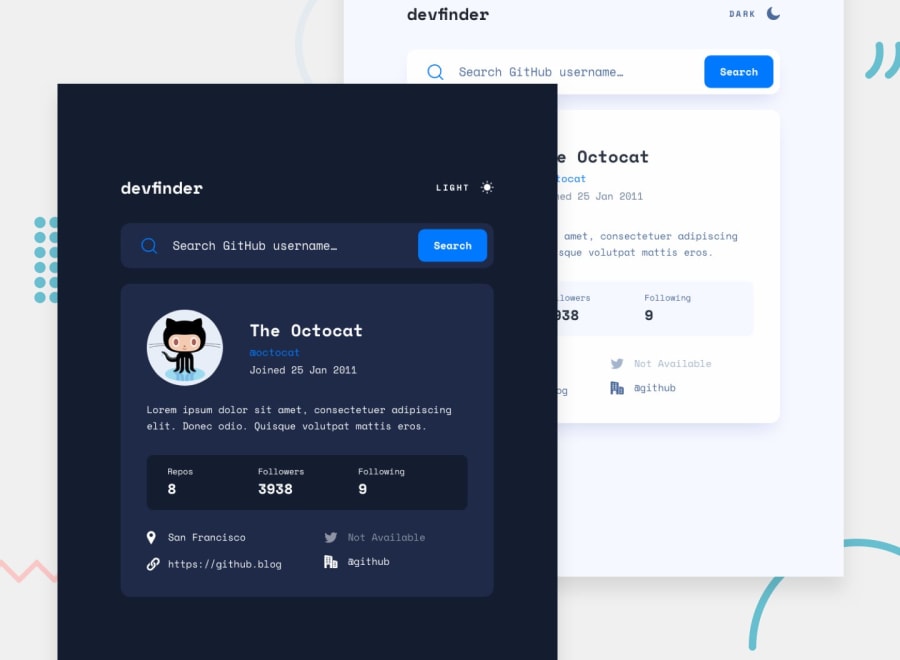 devfinder
DARK
Search GitHub username…
Search
e Octocat
tocat
ed 25 Jan 2011
amet, consectetuer adipiscing
sque volutpat mattis eros.
llowers
Following
938
9
Not Available
og
@github
devfinder
LIGHT
Search GitHub username…
Search
The Octocat
@octocat
Joined 25 Jan 2011
Lorem ipsum dolor sit amet, consectetuer adipiscing
elit. Donec odio. Quisque volutpat mattis eros.
Repos
Followers
Following
8
3938
9
San Francisco
Not Available
https://github.blog
@github